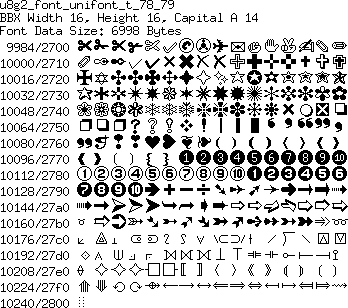 u8g2_font_unifont_t_78_79
BBX Width 16, Height 16, Capital A 14
Font Data Size: 6998 Bytes
9984/2700
10000/2710
10016/2720
10032/2730
10048/2740
10064/2750
10080/2760
10096/2770 ❶❷❸❹❺❻❼❽❾❿
10112/2780 ①②③④⑤⑥⑦⑧⑨⑩❶❷❸❹❺❻
10128/2790 ❼❽❾❿
10144/27a0
10160/27b0
10176/27c0
10192/27d0
10208/27e0
10224/27f0
10240/2800